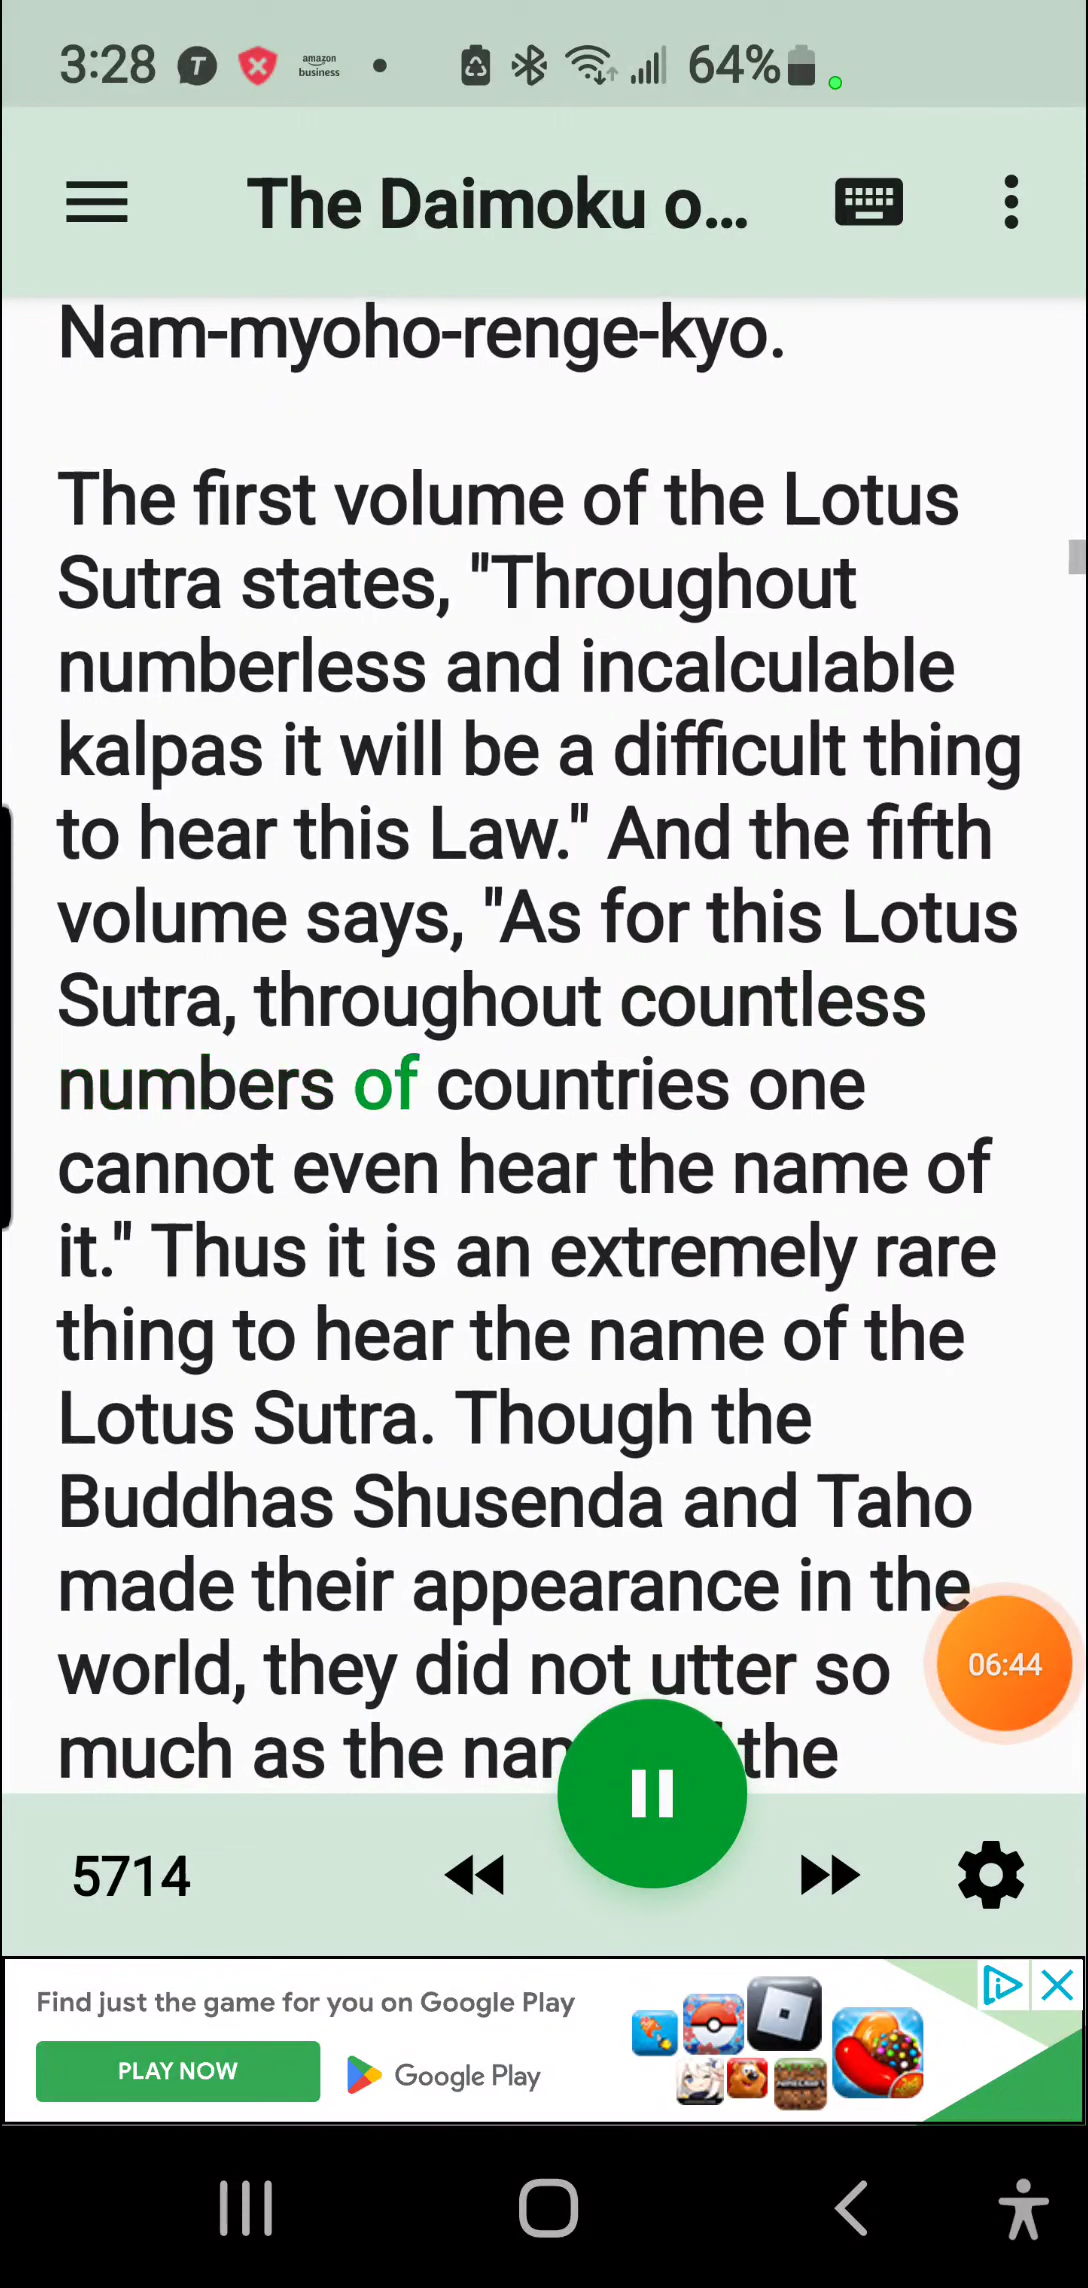 3:28
T
amazon
business
64%
The Daimoku o...
Nam-myoho-renge-kyo.
The first volume of the Lotus
Sutra states, "Throughout
numberless and incalculable
kalpas it will be a difficult thing
to hear this Law." And the fifth
volume says, "As for this Lotus
Sutra, throughout countless
numbers of countries one
cannot even hear the name of
it." Thus it is an extremely rare
thing to hear the name of the
Lotus Sutra. Though the
Buddhas Shusenda and Taho
made their appearance in the
world, they did not utter so
06:44
much as the the
5714
Find just the game for you on Google Play
PLAY NOW
Google Play